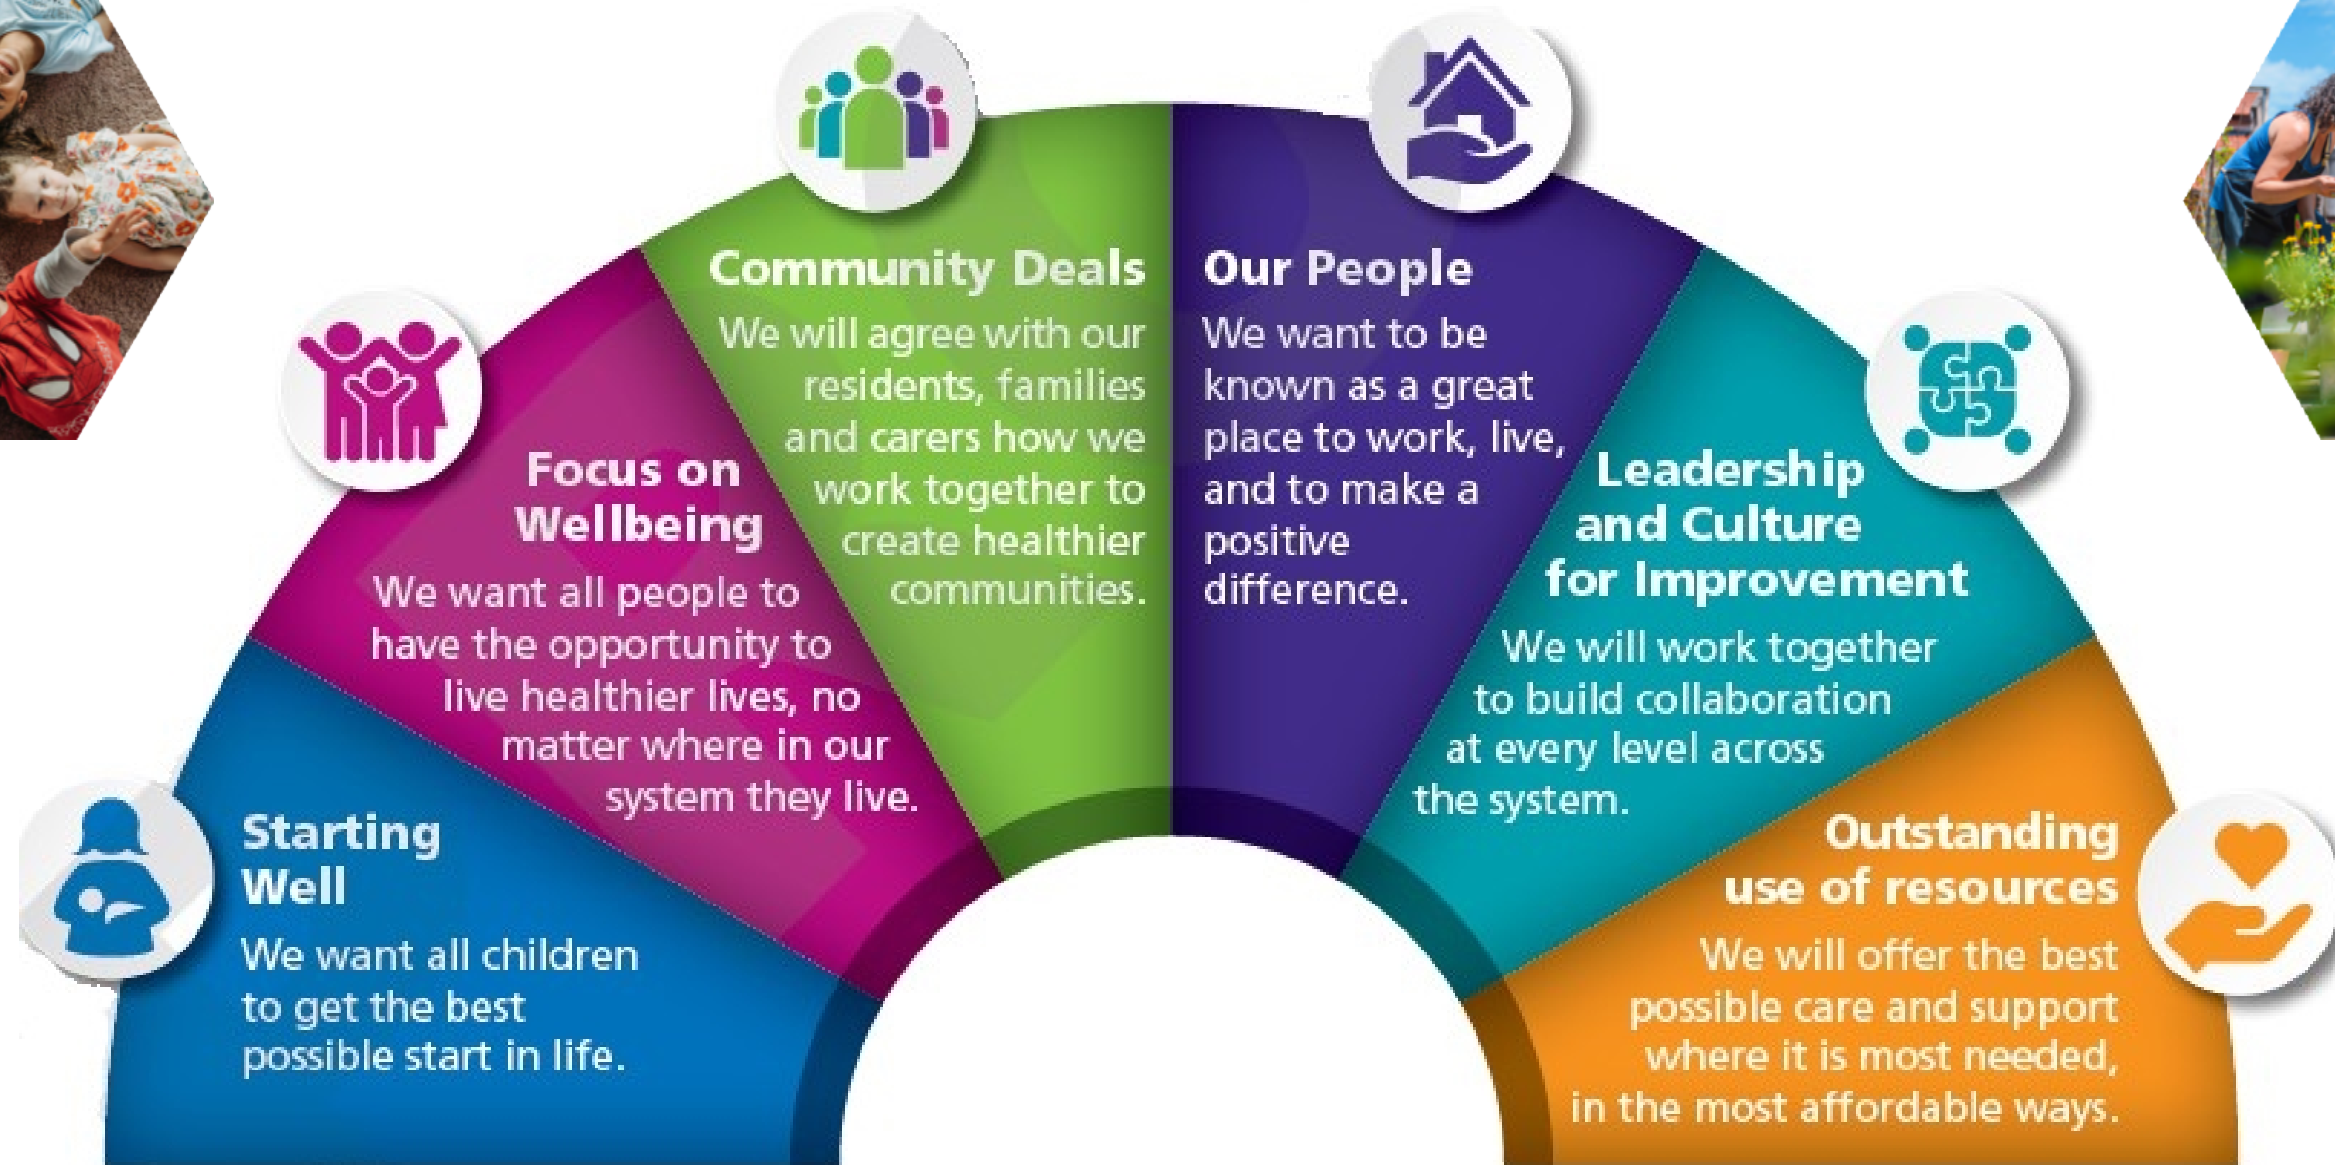 Starting
Well
We want all children
to get the best
possible start in life.
Focus on
Wellbeing
We want all people to
have the opportunity to
live healthier lives, no
matter where in our
system they live.
Community Deals
We will agree with our
residents, families
and carers how we
work together to
create healthier
communities.
Our People
We want to be
known as a great
place to work, live,
and to make a
positive
difference.
Leadership
and Culture
for Improvement
We will work together
to build collaboration
at every level across
the system.
Outstanding
use of resources
We will offer the best
possible care and support
where it is most needed,
in the most affordable ways.